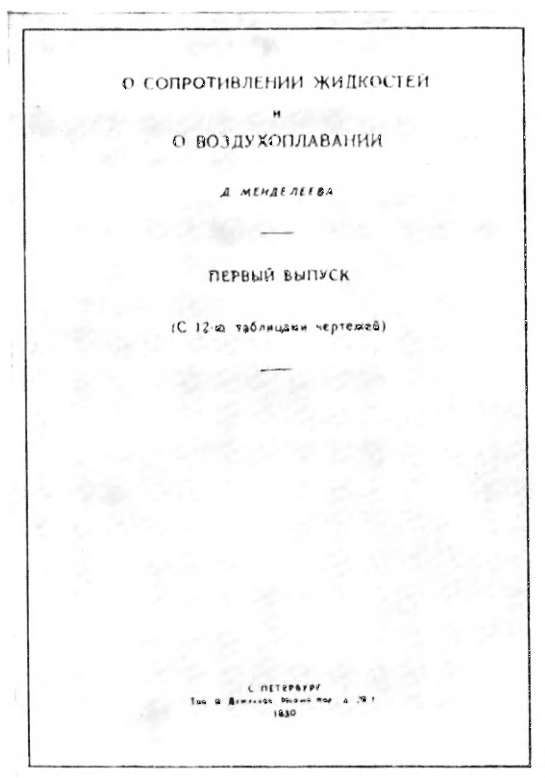 О СОПРОТИВЛЕНИИ ЖИДКОСТЕЙ
и
О ВОЗДУХОПЛАВАНИИ
Д. МЕНДЕЛЕЕВА
ПЕРВЫЙ ВЫПУСК
(С 12-ю таблицами чертежей)
С. ПЕТЕРБУРГ
1880